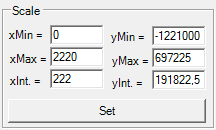 Scale
xMin = 0 yMin = -1221000
xMax = 2220 yMax = 697225
xInt. = 222 yInt. = 191822,5
Set